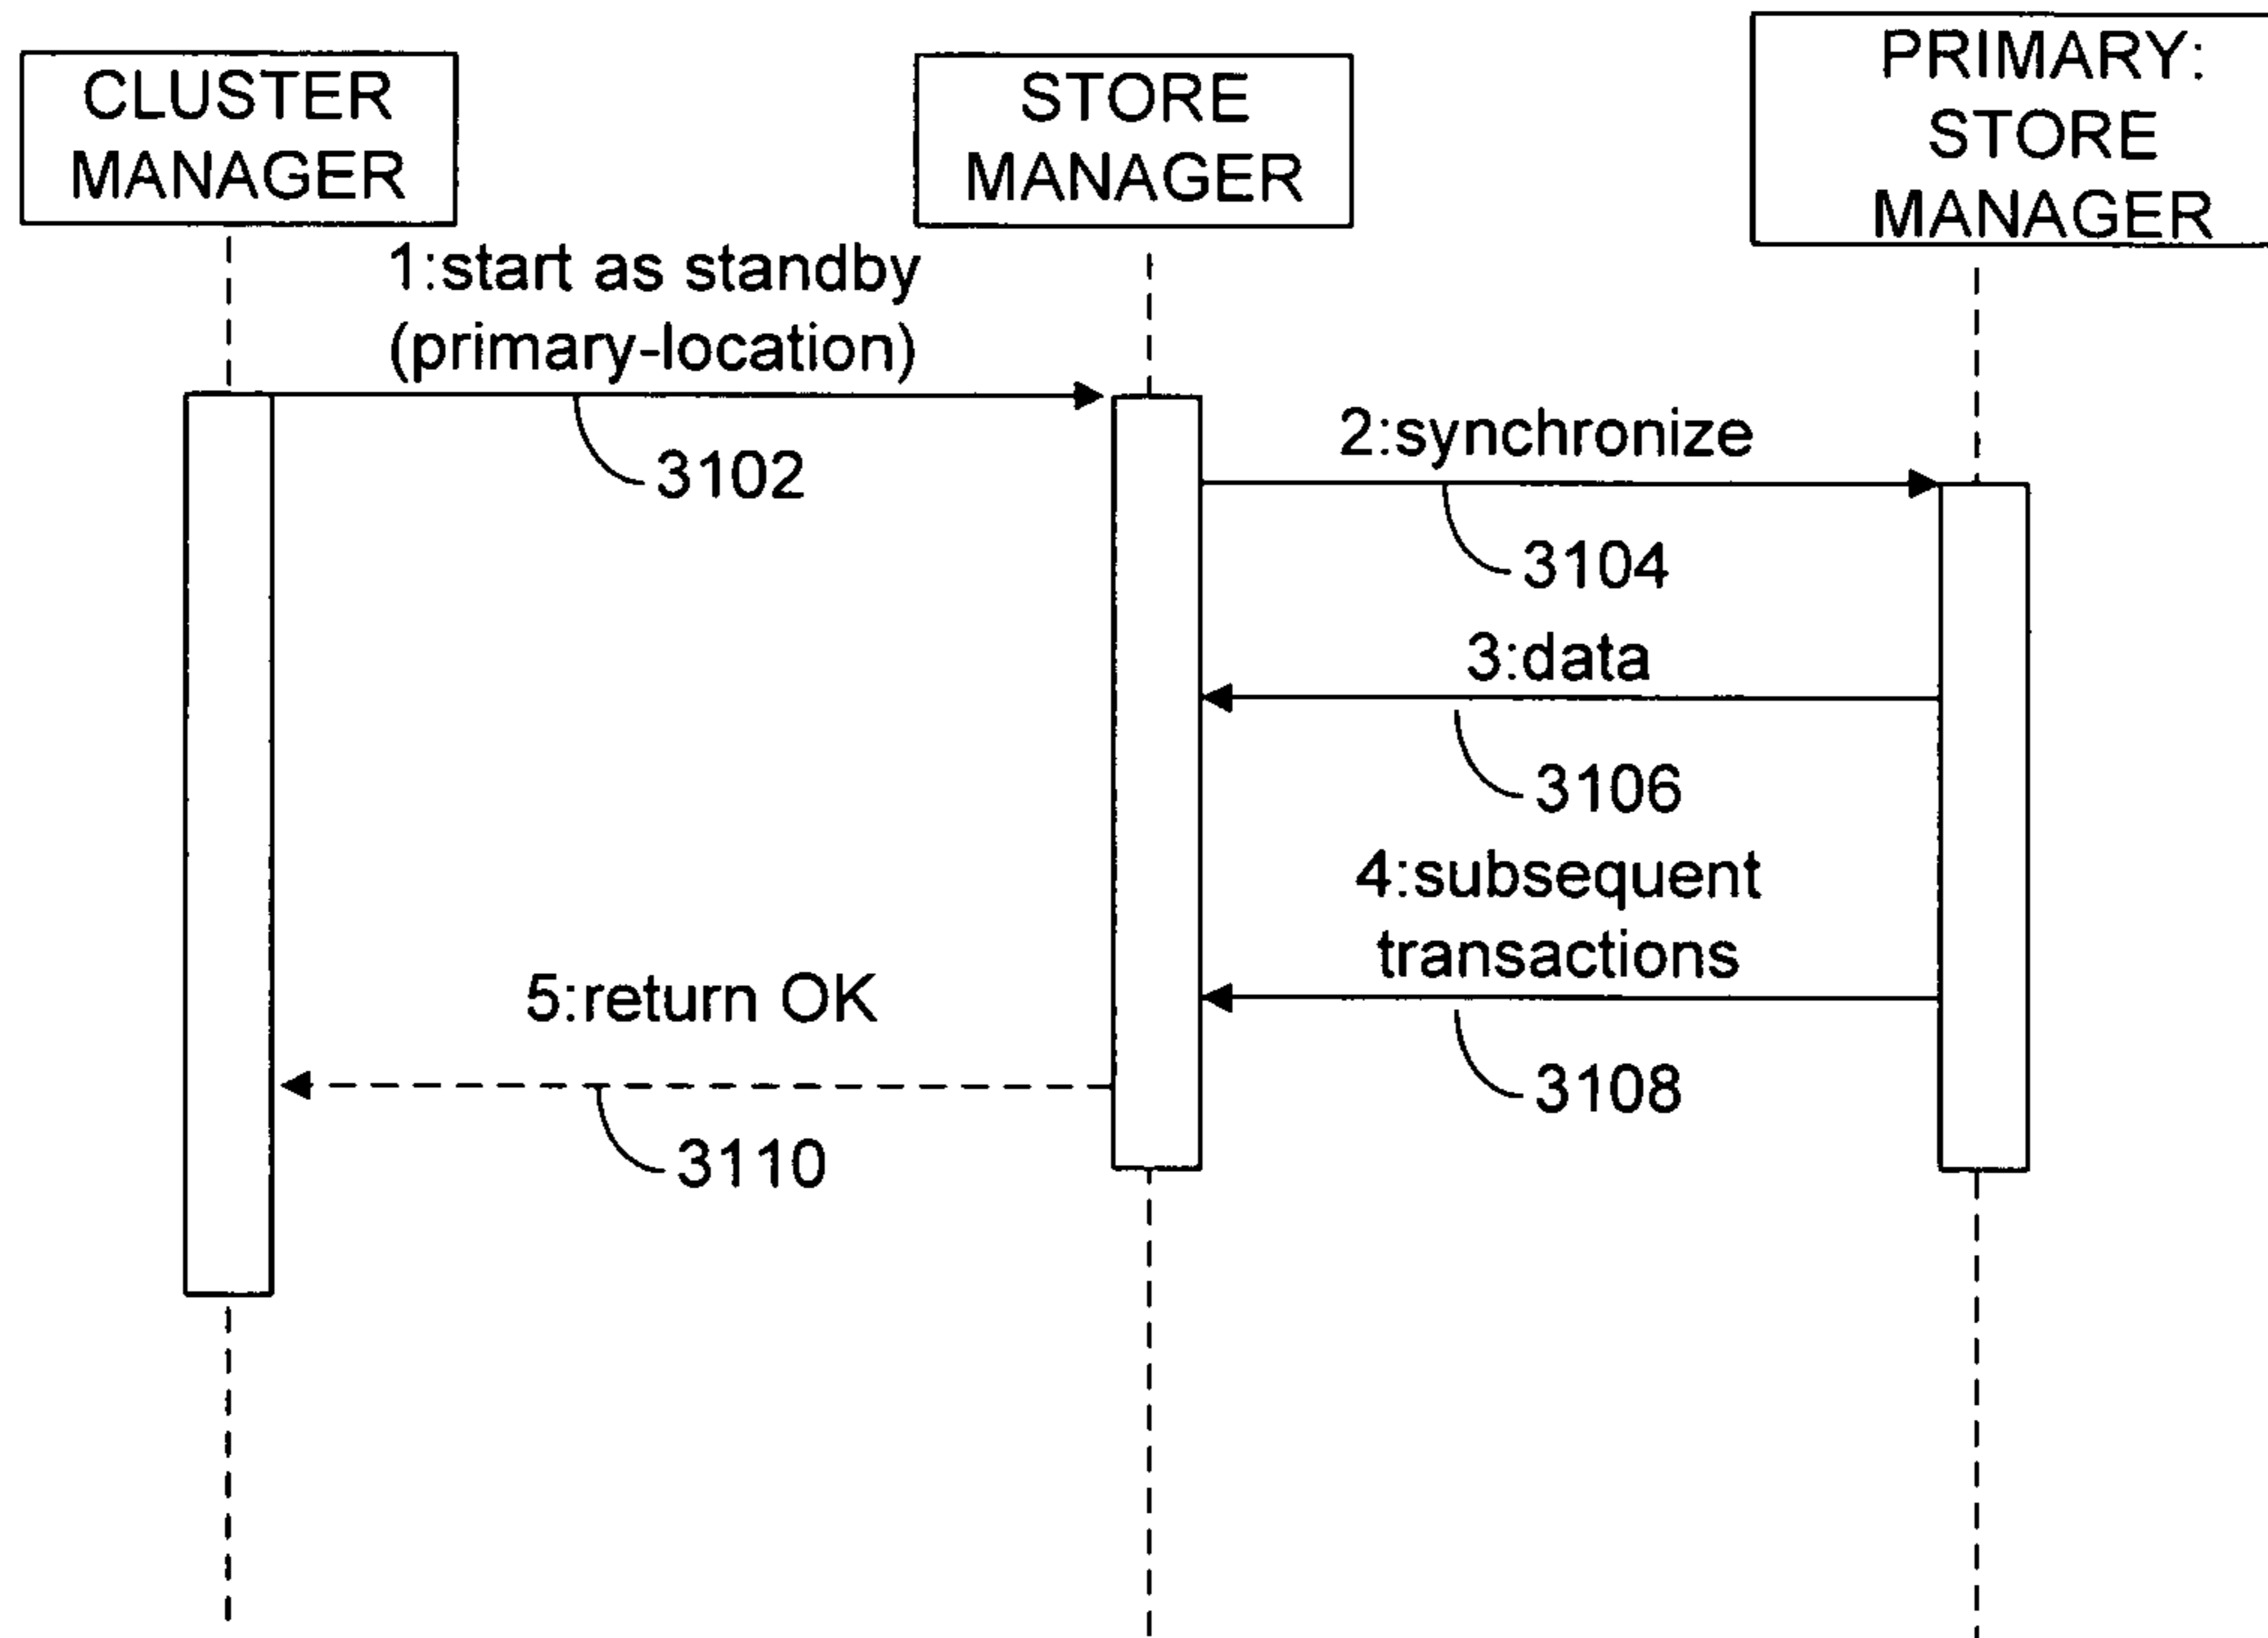 CLUSTER
MANAGER
STORE
MANAGER
PRIMARY:
STORE
MANAGER
1:start as standby
(primary-location)
3102
2:synchronize
3104
3:data
3106
4:subsequent
transactions
3108
5:return OK
3110